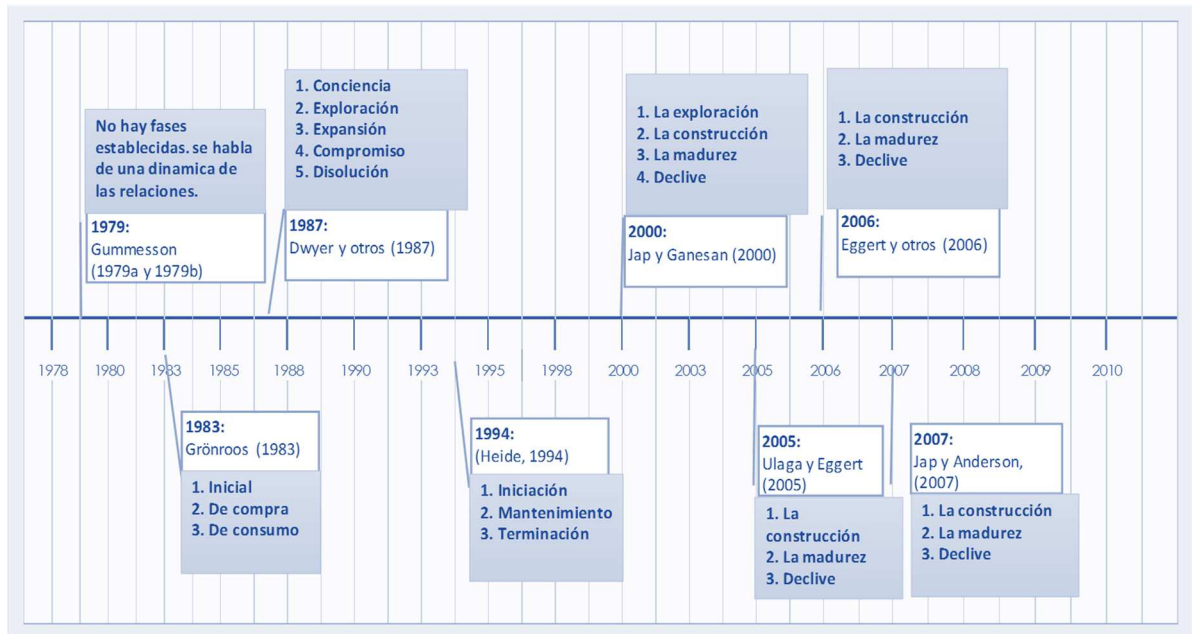 No hay fases
establecidas. se habla
de una dinamica de
las relaciones.
1979:
Gummesson
(1979a y 1979b)
1. Conciencia
2. Exploración
3. Expansión
4. Compromiso
5. Disolución
1987:
Dwyer y otros (1987)
1. La exploración
2. La construcción
3. La madurez
4. Declive
2000:
Jap y Ganesan (2000)
1. La construcción
2. La madurez
3. Declive
2006:
Eggert y otros (2006)
1978 1980 1983 1985 1988 1990 1993 1995 1998 2000 2003 2005 2006 2007 2008 2009 2010
1983:
Grönroos (1983)
1. Inicial
2. De compra
3. De consumo
1994:
(Heide, 1994)
1. Iniciación
2. Mantenimiento
3. Terminación
2005:
Ulaga y Eggert
(2005)
1. La
construcción
2. La madurez
3. Declive
2007:
Jap y Anderson,
(2007)
1. La construcción
2. La madurez
3. Declive